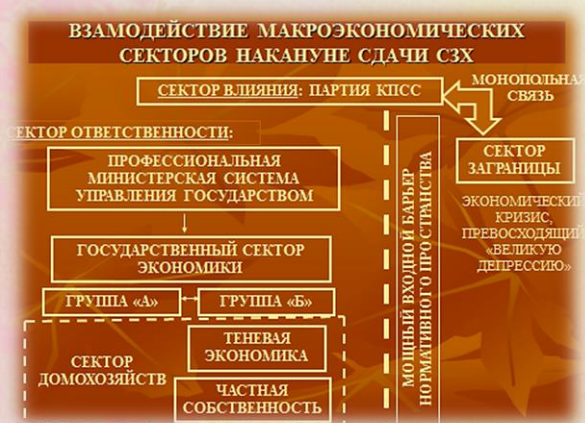 ВЗАМОДЕЙСТВИЕ МАКРОЭКОНОМИЧЕСКИХ
СЕКТОРОВ НАКАНУНЕ СДАЧИ СЗХ
СЕКТОР ВЛИЯНИЯ: ПАРТИЯ КПСС
МОНОПОЛЬНАЯ
СВЯЗЬ
СЕКТОР ОТВЕТСТВЕННОСТИ:
ПРОФЕССИОНАЛЬНАЯ
МИНИСТЕРСКАЯ СИСТЕМА
УПРАВЛЕНИЯ ГОСУДАРСТВОМ
ГОСУДАРСТВЕННЫЙ СЕКТОР
ЭКОНОМИКИ
ГРУППА «А»
ГРУППА «Б»
СЕКТОР
ДОМОХОЗЯЙСТВ
ТЕНЕВАЯ
ЭКОНОМИКА
ЧАСТНАЯ
СОБСТВЕННОСТЬ
МОЩНЫЙ ВХОДНОЙ БАРЬЕР
НОРМАТИВНОГО ПРОСТРАНСТВА
СЕКТОР
ЗАГРАНИЦЫ
ЭКОНОМИЧЕСКИЙ
КРИЗИС,
ПРЕВОСХОДЯЩИЙ
«ВЕЛИКУЮ
ДЕПРЕССИЮ»